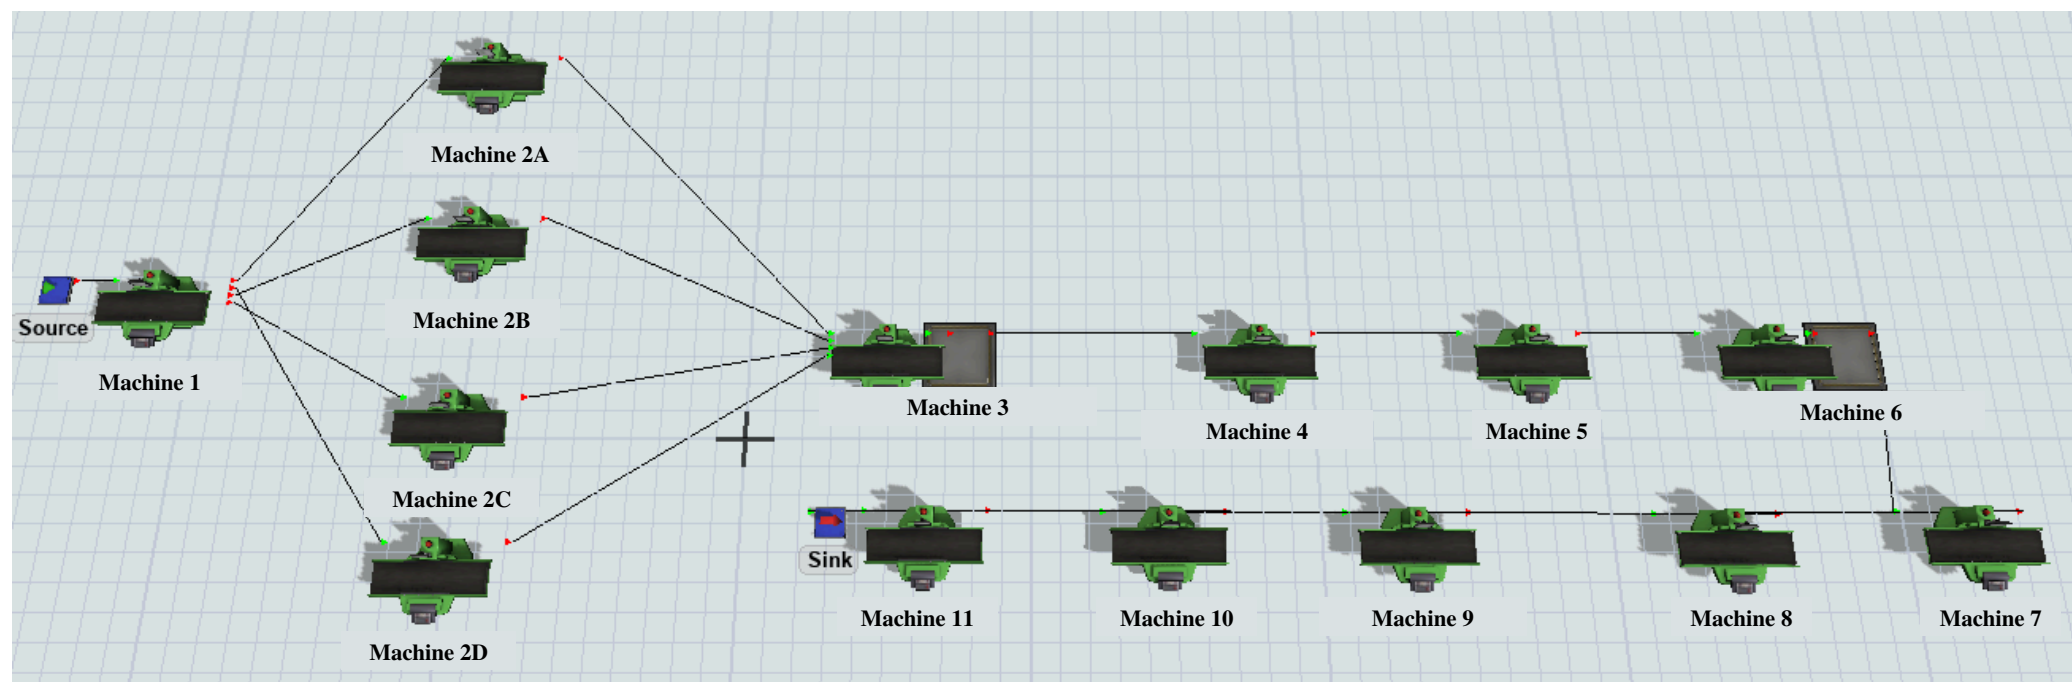 Machine 2A
Machine 2B
Source
Machine 1
Machine 2C
Machine 2D
Machine 3
Machine 4
Machine 5
Machine 6
Sink
Machine 11
Machine 10
Machine 9
Machine 8
Machine 7